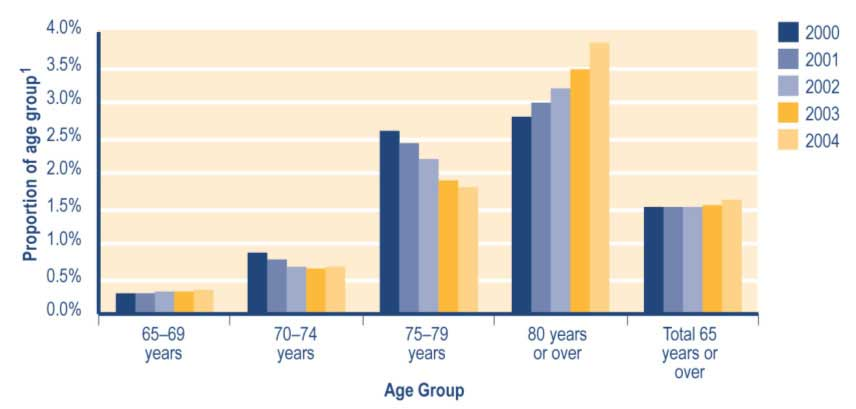 4.0%
3.5%
3.0%
2.5%
2.0%
1.5%
1.0%
0.5%
0.0%
Proportion of age group1
65–69
years
70–74
years
75–79
years
80 years
or over
Total 65
years or
over
Age Group
2000
2001
2002
2003
2004